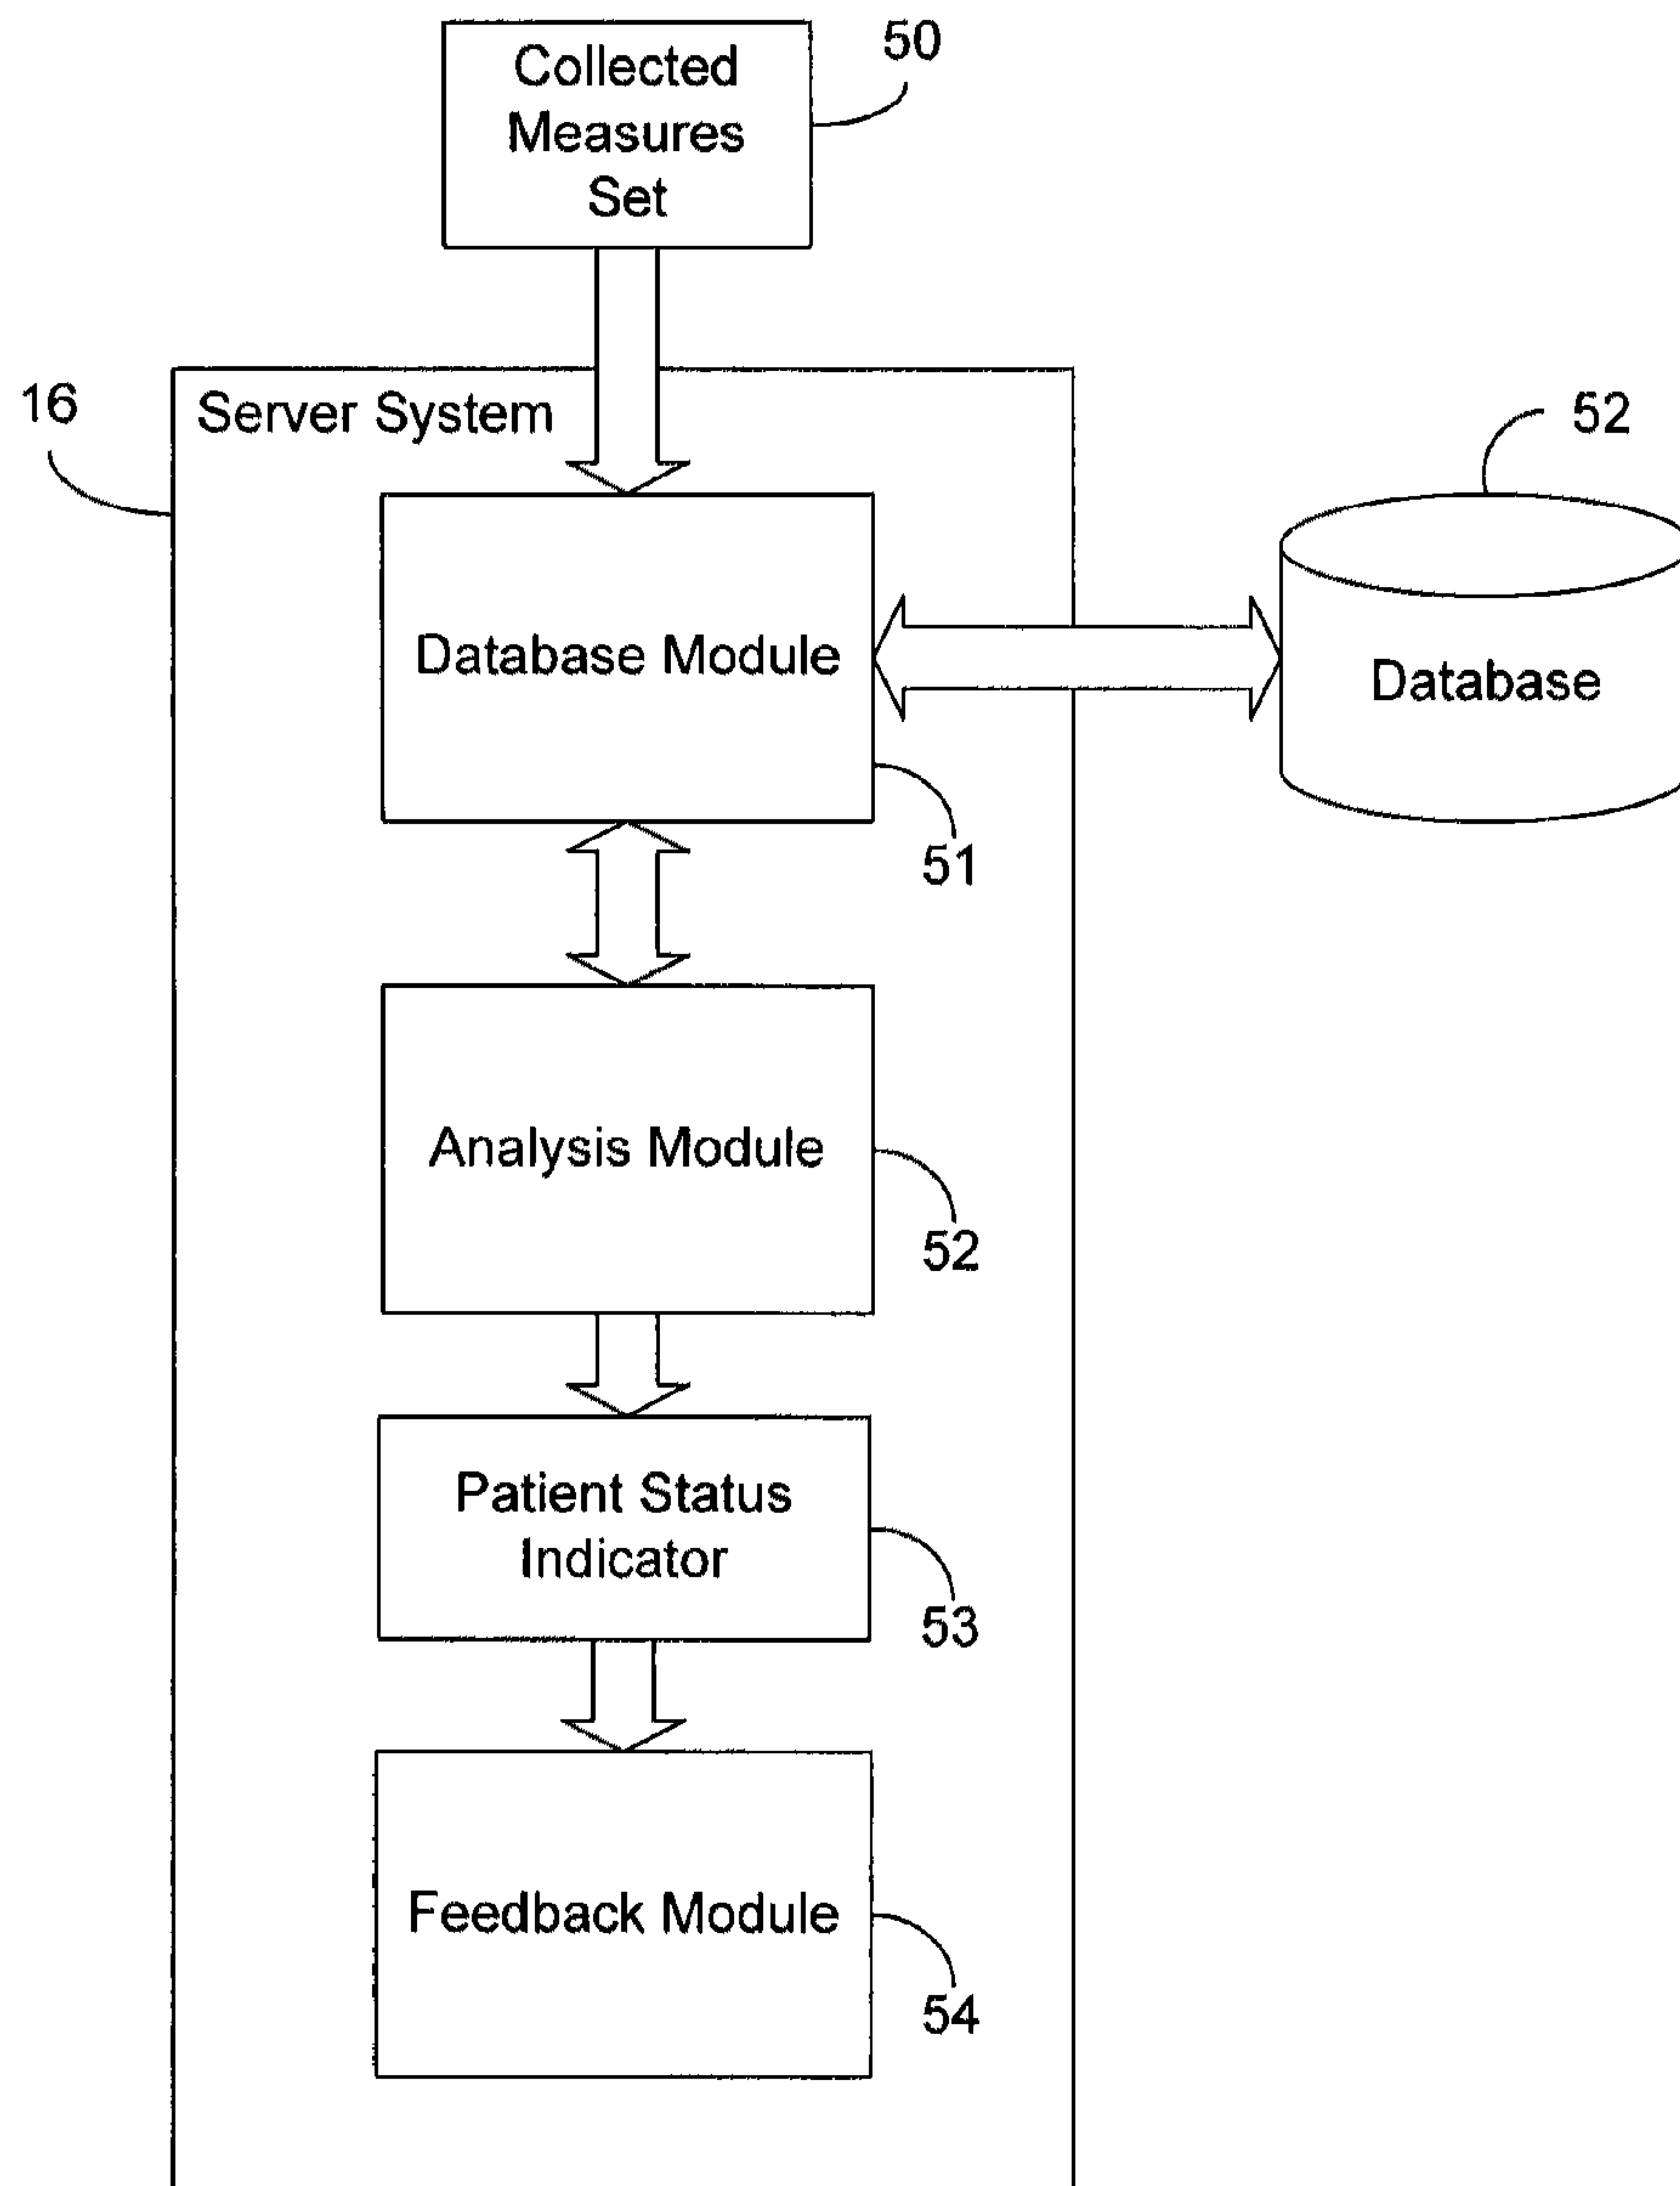 Collected
Measures
Set
50
16
Server System
52
Database Module
Database
51
Analysis Module
52
Patient Status
Indicator
53
Feedback Module
54